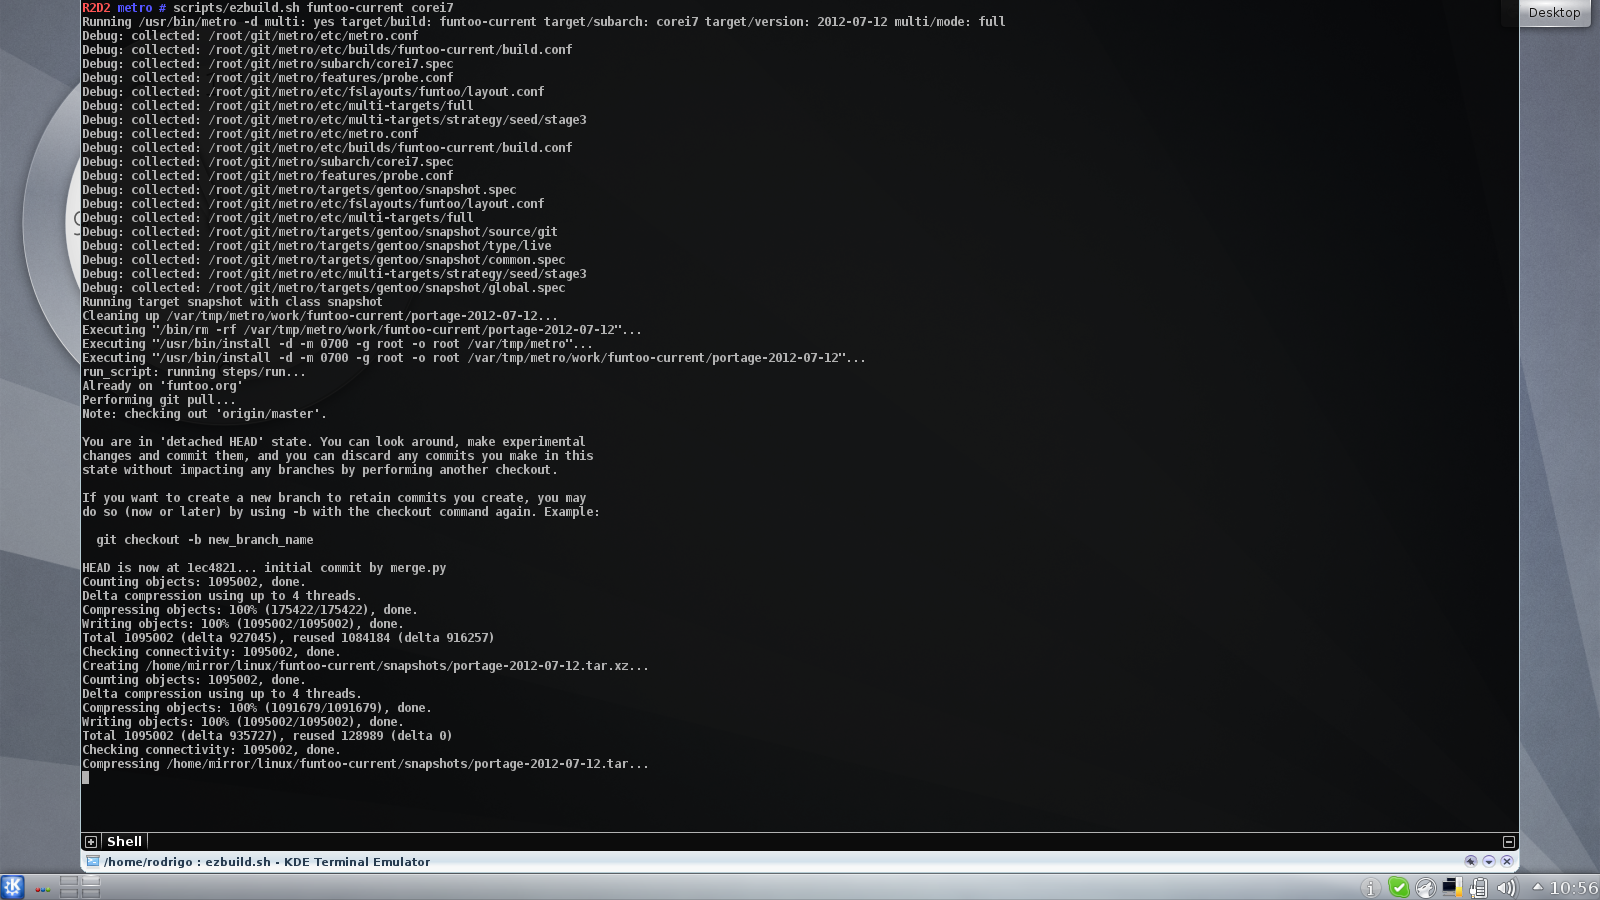 R2D2 metro # scripts/ezbuild.sh funtoo-current corei7
Running /usr/bin/metro -d multi: yes target/build: funtoo-current target/subarch: corei7 target/version: 2012-07-12 multi/mode: full
Debug: collected: /root/git/metro/etc/metro.conf
Debug: collected: /root/git/metro/etc/builds/funtoo-current/build.conf
Debug: collected: /root/git/metro/subarch/corei7.spec
Debug: collected: /root/git/metro/features/probe.conf
Debug: collected: /root/git/metro/etc/fslayouts/funtoo/layout.conf
Debug: collected: /root/git/metro/etc/multi-targets/full
Debug: collected: /root/git/metro/etc/multi-targets/strategy/seed/stage3
Debug: collected: /root/git/metro/etc/metro.conf
Debug: collected: /root/git/metro/etc/builds/funtoo-current/build.conf
Debug: collected: /root/git/metro/subarch/corei7.spec
Debug: collected: /root/git/metro/features/probe.conf
Debug: collected: /root/git/metro/targets/gentoo/snapshot.spec
Debug: collected: /root/git/metro/etc/fslayouts/funtoo/layout.conf
Debug: collected: /root/git/metro/etc/multi-targets/full
Debug: collected: /root/git/metro/targets/gentoo/snapshot/source/git
Debug: collected: /root/git/metro/targets/gentoo/snapshot/type/live
Debug: collected: /root/git/metro/targets/gentoo/snapshot/common.spec
Debug: collected: /root/git/metro/etc/multi-targets/strategy/seed/stage3
Debug: collected: /root/git/metro/targets/gentoo/snapshot/global.spec
Running target snapshot with class snapshot
Cleaning up /var/tmp/metro/work/funtoo-current/portage-2012-07-12...
Executing "/bin/rm -rf /var/tmp/metro/work/funtoo-current/portage-2012-07-12"...
Executing "/usr/bin/install -d -m 0700 -g root -o root /var/tmp/metro"...
Executing "/usr/bin/install -d -m 0700 -g root -o root /var/tmp/metro/work/funtoo-current/portage-2012-07-12"...
run_script: running steps/run...
Already on 'funtoo.org'
Performing git pull...
Note: checking out 'origin/master'.
You are in 'detached HEAD' state. You can look around, make experimental
changes and commit them, and you can discard any commits you make in this
state without impacting any branches by performing another checkout.
If you want to create a new branch to retain commits you create, you may
do so (now or later) by using -b with the checkout command again. Example:
git checkout -b new_branch_name
HEAD is now at 1ec4821... initial commit by merge.py
Counting objects: 1095002, done.
Delta compression using up to 4 threads.
Compressing objects: 100% (175422/175422), done.
Writing objects: 100% (1095002/1095002), done.
Total 1095002 (delta 927045), reused 1084184 (delta 916257)
Checking connectivity: 1095002, done.
Creating /home/mirror/linux/funtoo-current/snapshots/portage-2012-07-12.tar.xz...
Counting objects: 1095002, done.
Delta compression using up to 4 threads.
Compressing objects: 100% (1091679/1091679), done.
Writing objects: 100% (1095002/1095002), done.
Total 1095002 (delta 935727), reused 128989 (delta 0)
Checking connectivity: 1095002, done.
Compressing /home/mirror/linux/funtoo-current/snapshots/portage-2012-07-12.tar...
Desktop
Shell
/home/rodrigo : ezbuild.sh - KDE Terminal Emulator
10:56